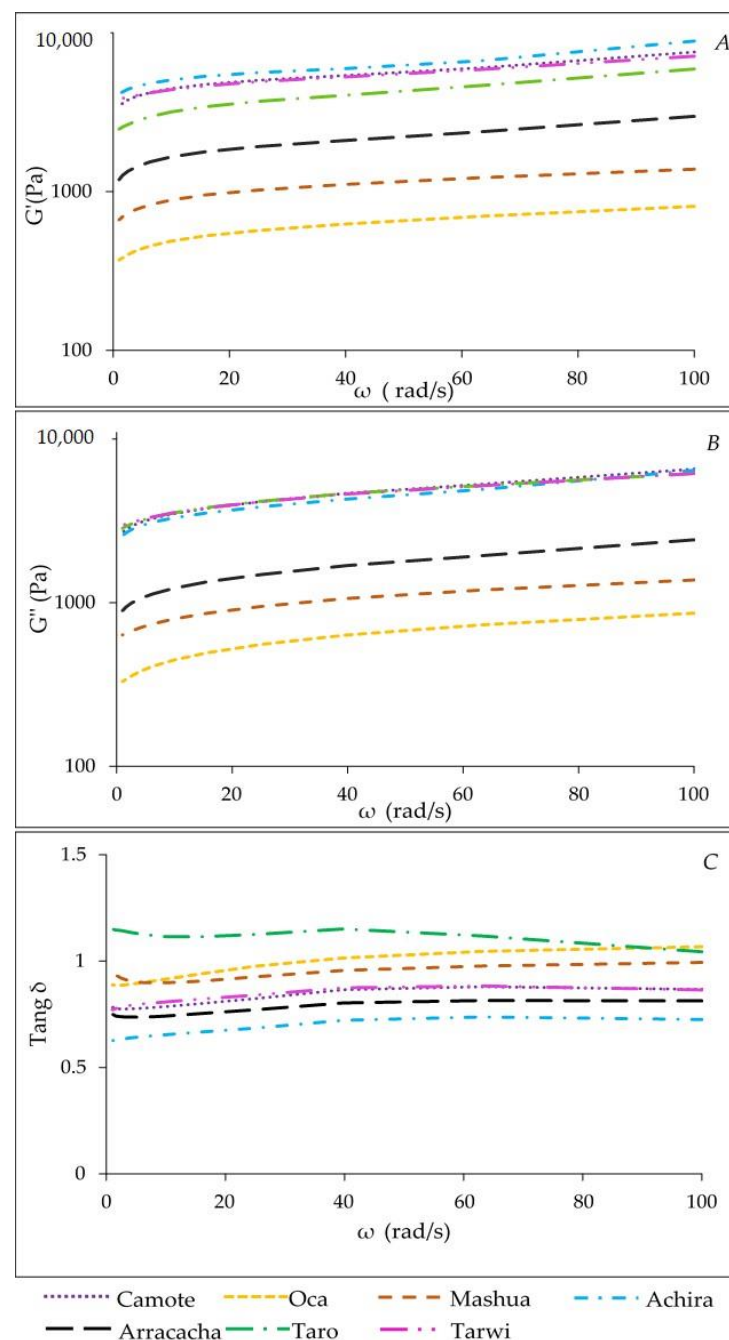 10,000
A
1000
G'(Pa)
100
0 20 40 60 80 100
ω ( rad/s)
10,000
B
1000
G'' (Pa)
100
0 20 40 60 80 100
ω (rad/s)
1.5
C
1
Tang δ
0.5
0
0 20 40 60 80 100
ω (rad/s)
Camote Oca Mashua Achira
Arracacha Taro Tarwi